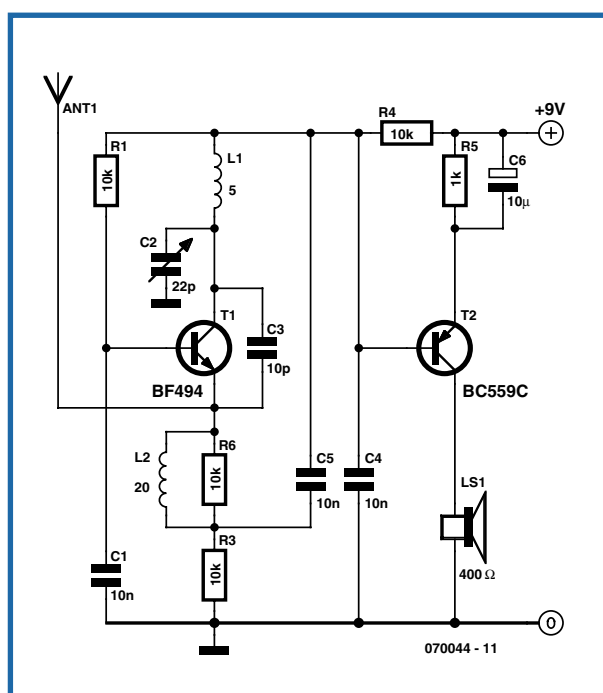 ANT1
R1
10k
L1
5
R4
10k
+9V
R5
1k
C6
10µ
C2
22p
T1
BF494
C3
10p
T2
BC559C
L2
20
R6
10k
C5
10n
C4
10n
LS1
400 Ω
R3
10k
C1
10n
0
070044 - 11